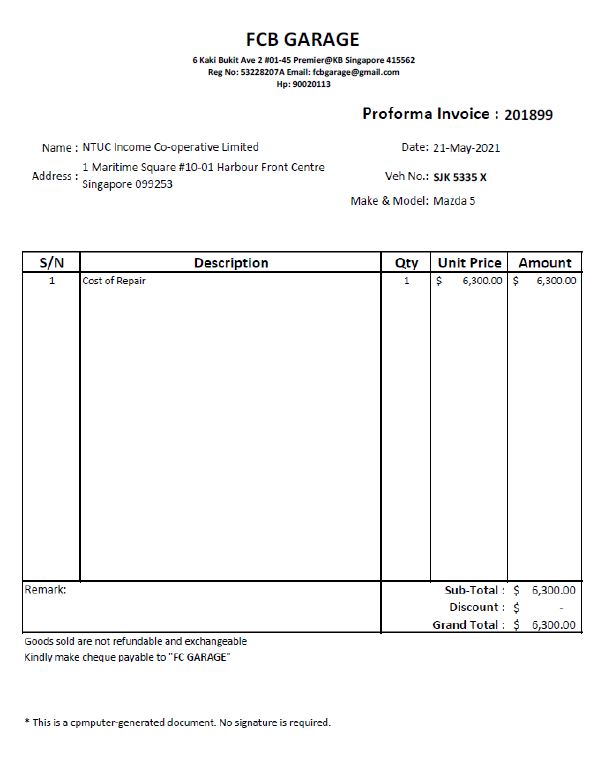 FCB GARAGE
6 Kaki Bukit Ave 2 #01-45 Premier@KB Singapore 415562
Reg No: 53228207A Email: fcbgarage@gmail.com
Hp: 90020113
Proforma Invoice : 201899
Name : NTUC Income Co-operative Limited
Date: 21-May-2021
Address : 1 Maritime Square #10-01 Harbour Front Centre
Singapore 099253
Veh No.: SJK 5335 X
Make & Model: Mazda 5
S/N Description Qty Unit Price Amount
1 Cost of Repair 1 $ 6,300.00 $ 6,300.00
Remark:
Sub-Total : $ 6,300.00
Discount : $ -
Grand Total : $ 6,300.00
Goods sold are not refundable and exchangeable
Kindly make cheque payable to "FC GARAGE"
* This is a cpmputer-generated document. No signature is required.